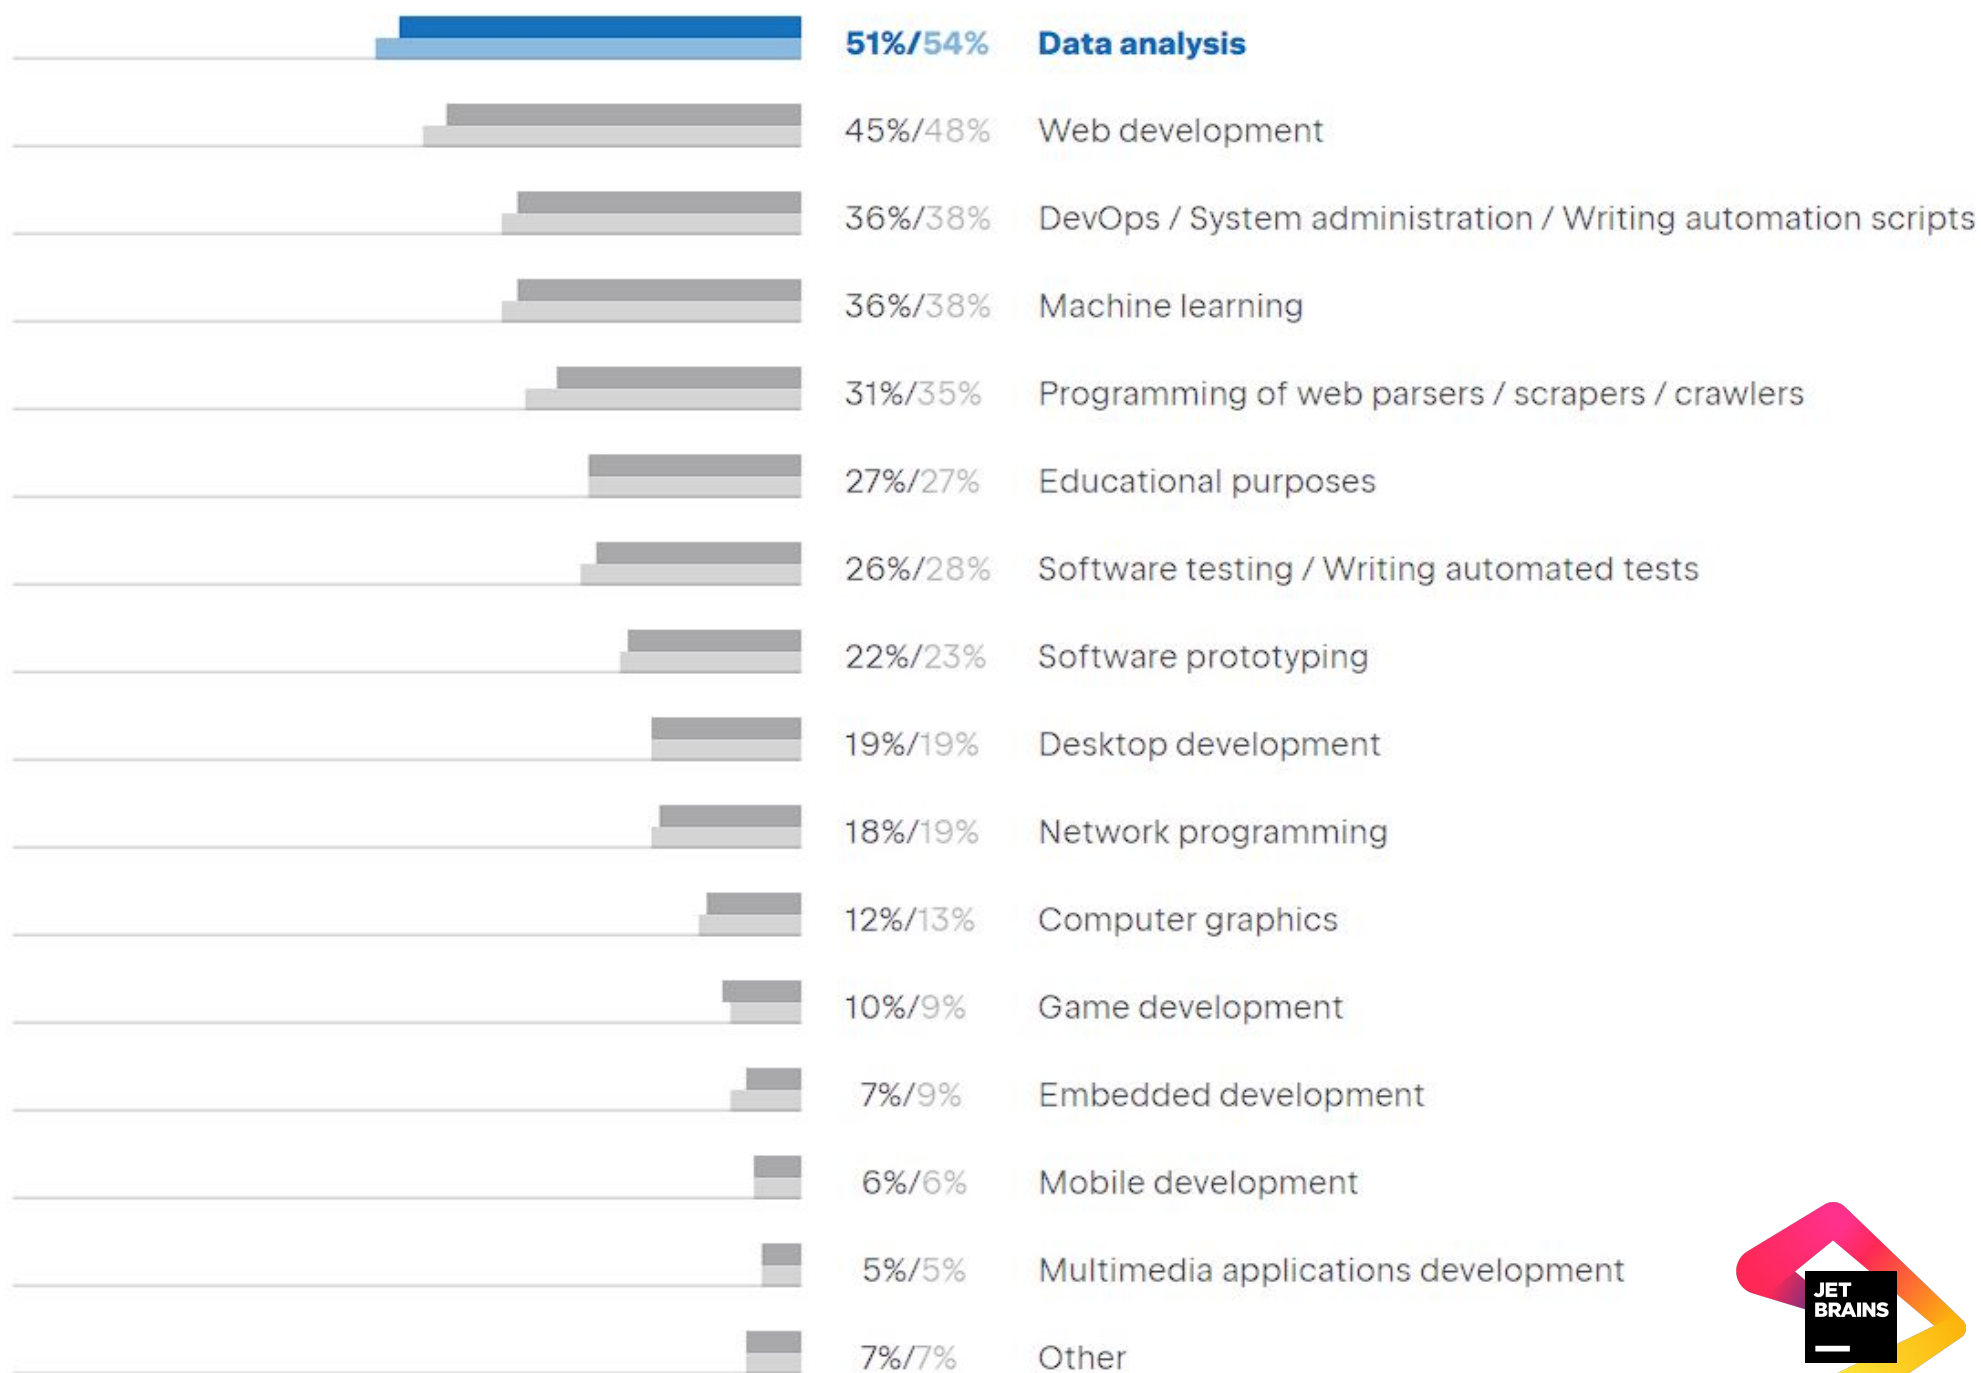 51%/54% Data analysis
45%/48% Web development
36%/38% DevOps / System administration / Writing automation scripts
36%/38% Machine learning
31%/35% Programming of web parsers / scrapers / crawlers
27%/27% Educational purposes
26%/28% Software testing / Writing automated tests
22%/23% Software prototyping
19%/19% Desktop development
18%/19% Network programming
12%/13% Computer graphics
10%/9% Game development
7%/9% Embedded development
6%/6% Mobile development
5%/5% Multimedia applications development
7%/7% Other
JET
BRAINS